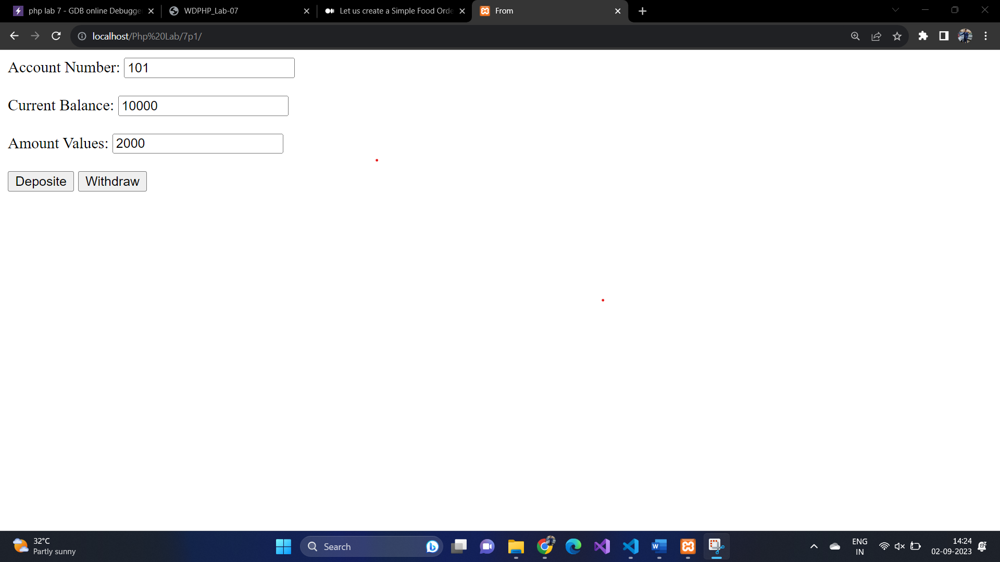 php lab 7 - GDB online Debugge
WDPHP_Lab-07
Let us create a Simple Food Orde
From
localhost/Php%20Lab/7p1/
Account Number: 101
Current Balance: 10000
Amount Values: 2000
Deposite Withdraw
32°C
Partly sunny
Search
ENG
IN
14:24
02-09-2023